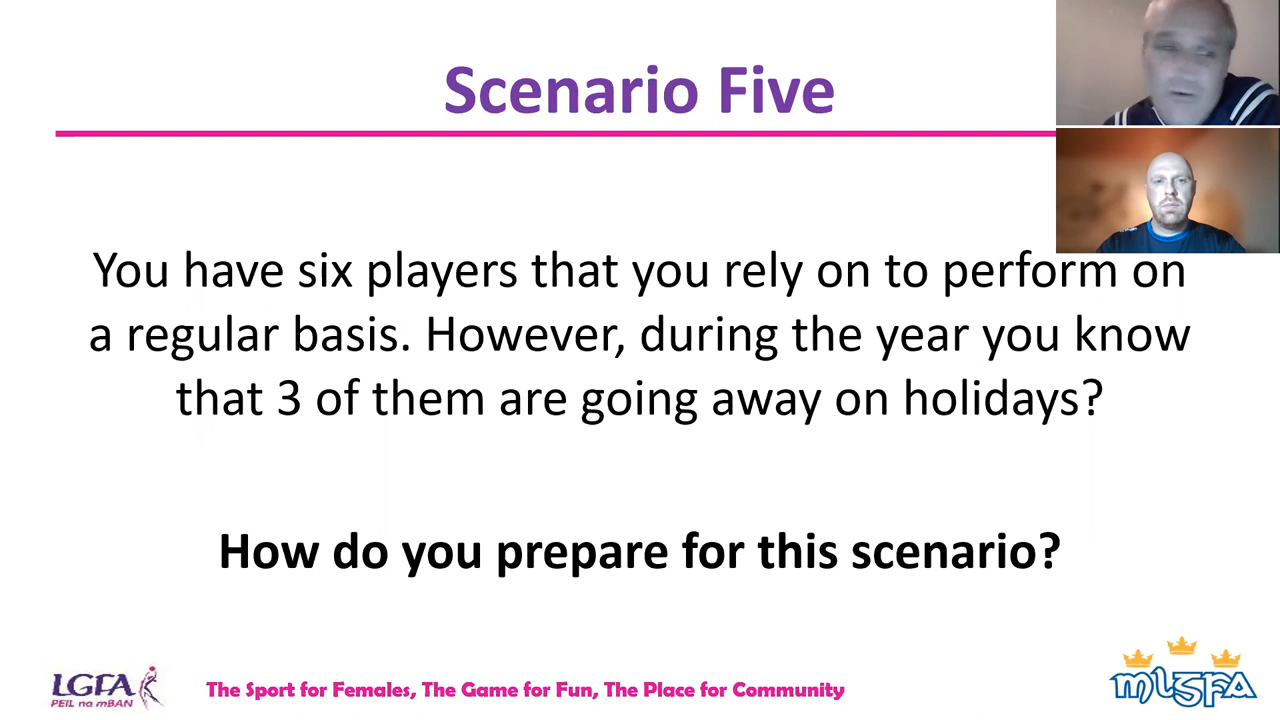 Scenario Five
You have six players that you rely on to perform on
a regular basis. However, during the year you know
that 3 of them are going away on holidays?
How do you prepare for this scenario?
LGFA
PEIL na mBAN
The Sport for Females, The Game for Fun, The Place for Community